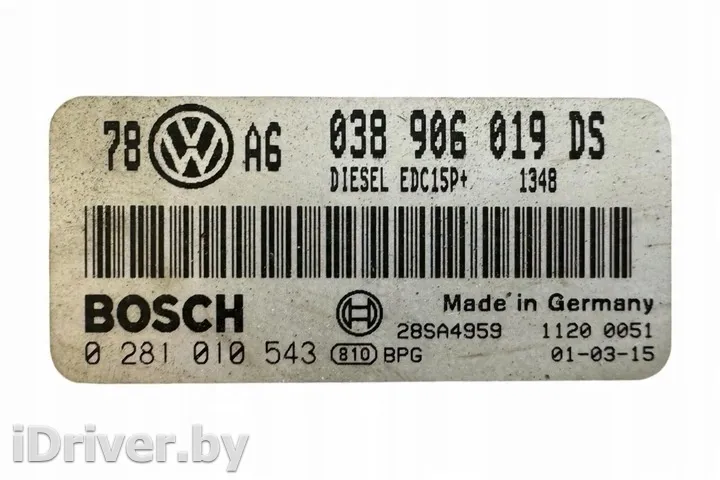 78 VW A6 038 906 019 DS
DIESEL EDC15P+ 1348
BOSCH Made in Germany
28SA4959 1120 0051
0 281 010 543 810 BPG 01-03-15
iDriver.by